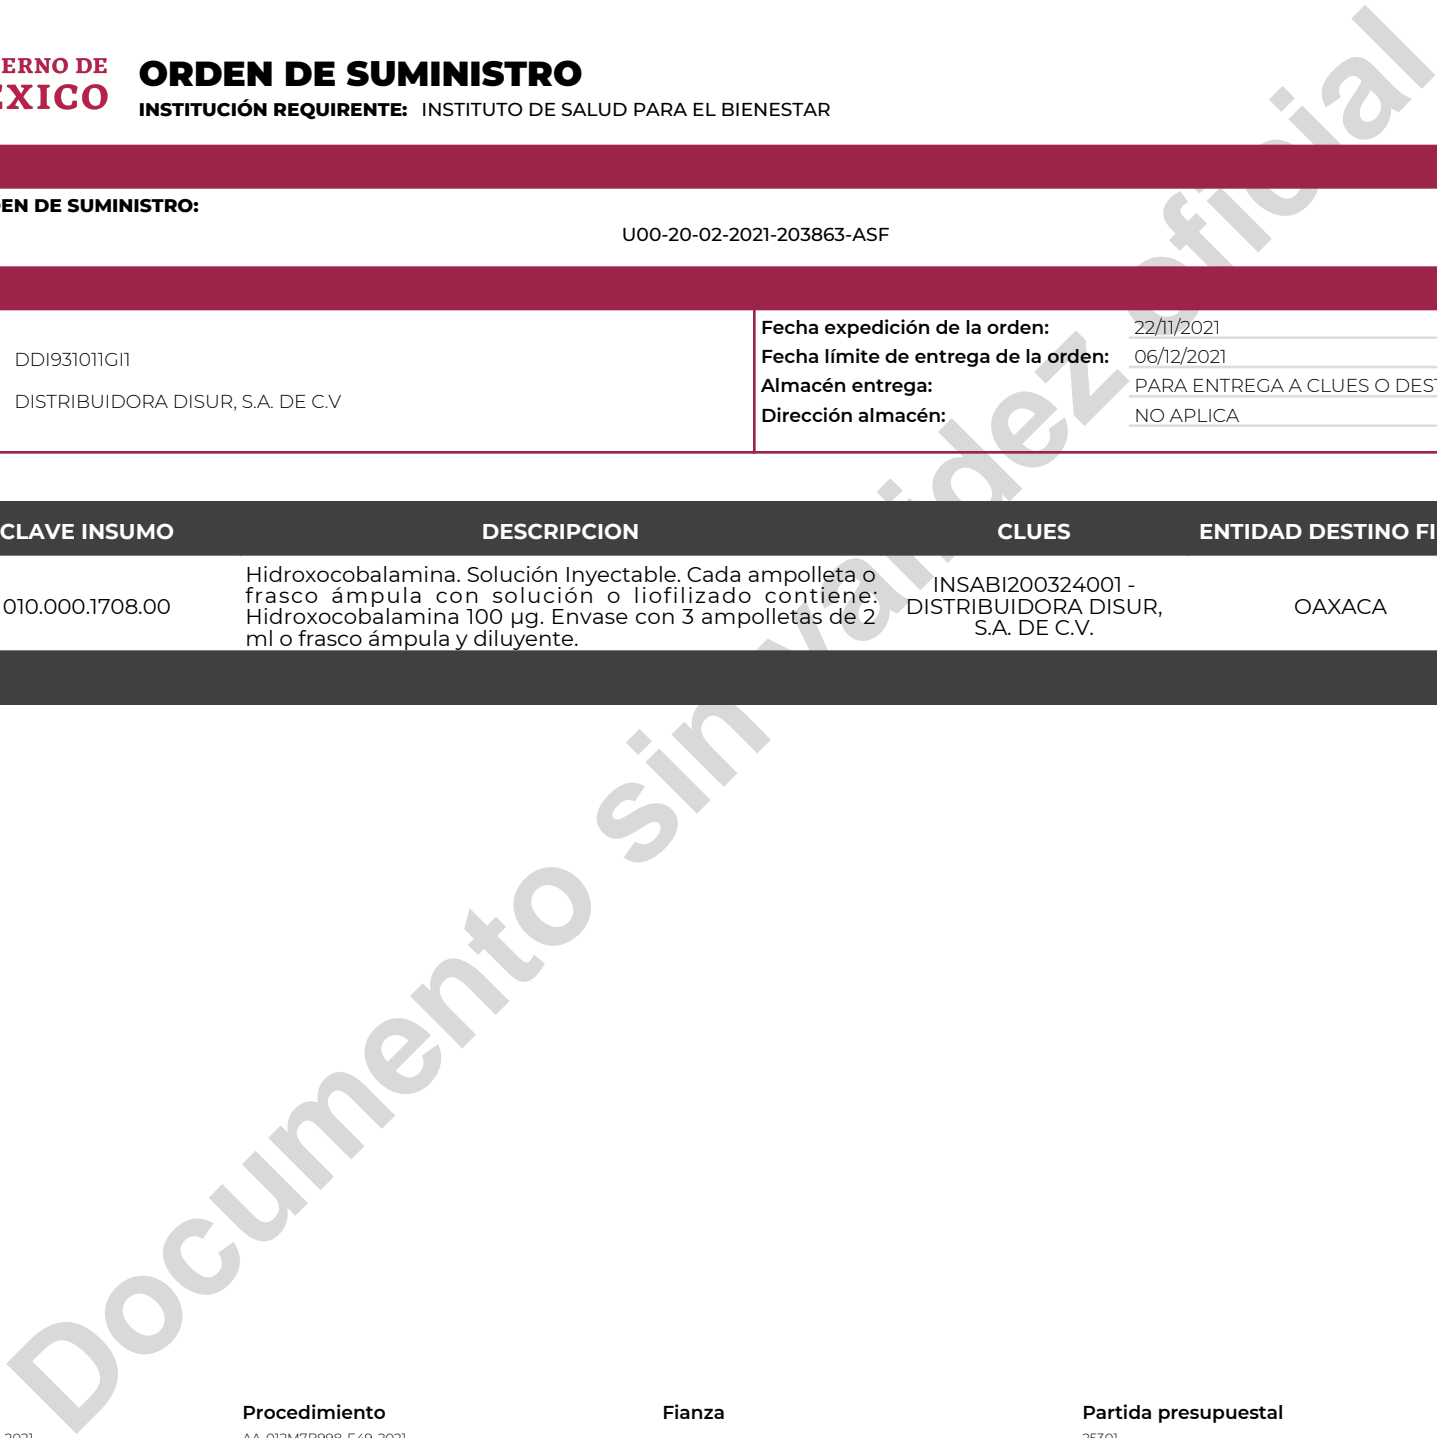 ERNO DE
ORDEN DE SUMINISTRO
EXICO
INSTITUCIÓN REQUIRENTE: INSTITUTO DE SALUD PARA EL BIENESTAR
EN DE SUMINISTRO:
U00-20-02-2021-203863-ASF
DDI931011GI1
DISTRIBUIDORA DISUR, S.A. DE C.V
Fecha expedición de la orden: 22/11/2021
Fecha límite de entrega de la orden: 06/12/2021
Almacén entrega: PARA ENTREGA A CLUES O DEST
Dirección almacén: NO APLICA
CLAVE INSUMO DESCRIPCION CLUES ENTIDAD DESTINO FI
010.000.1708.00
Hidroxocobalamina. Solución Inyectable. Cada ampolleta o
frasco ámpula con solución o liofilizado contiene:
Hidroxocobalamina 100 µg. Envase con 3 ampolletas de 2
ml o frasco ámpula y diluyente.
INSABI200324001 -
DISTRIBUIDORA DISUR,
S.A. DE C.V.
OAXACA
Documento sin validez oficial
Procedimiento Fianza Partida presupuestal